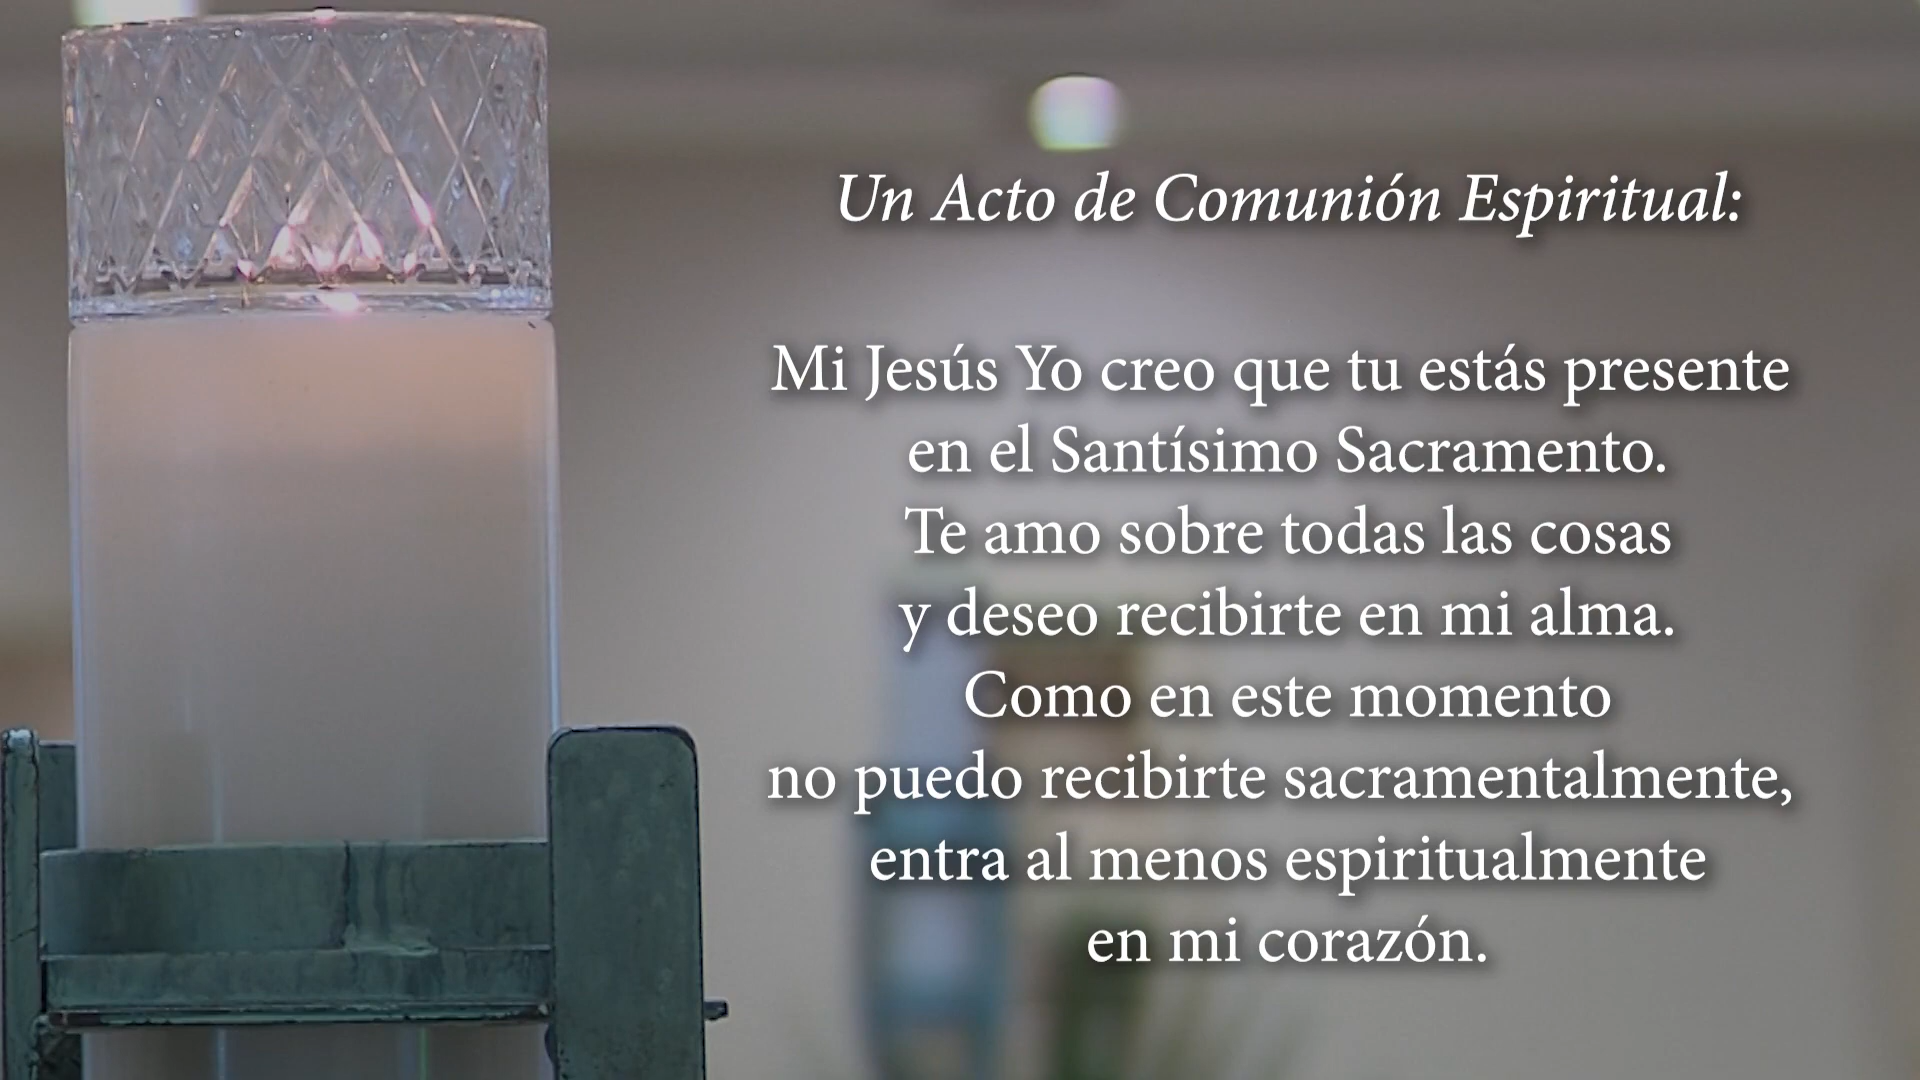 Un Acto de Comunión Espiritual:
Mi Jesús Yo creo que tu estás presente
en el Santísimo Sacramento.
Te amo sobre todas las cosas
y deseo recibirte en mi alma.
Como en este momento
no puedo recibirte sacramentalmente,
entra al menos espiritualmente
en mi corazón.